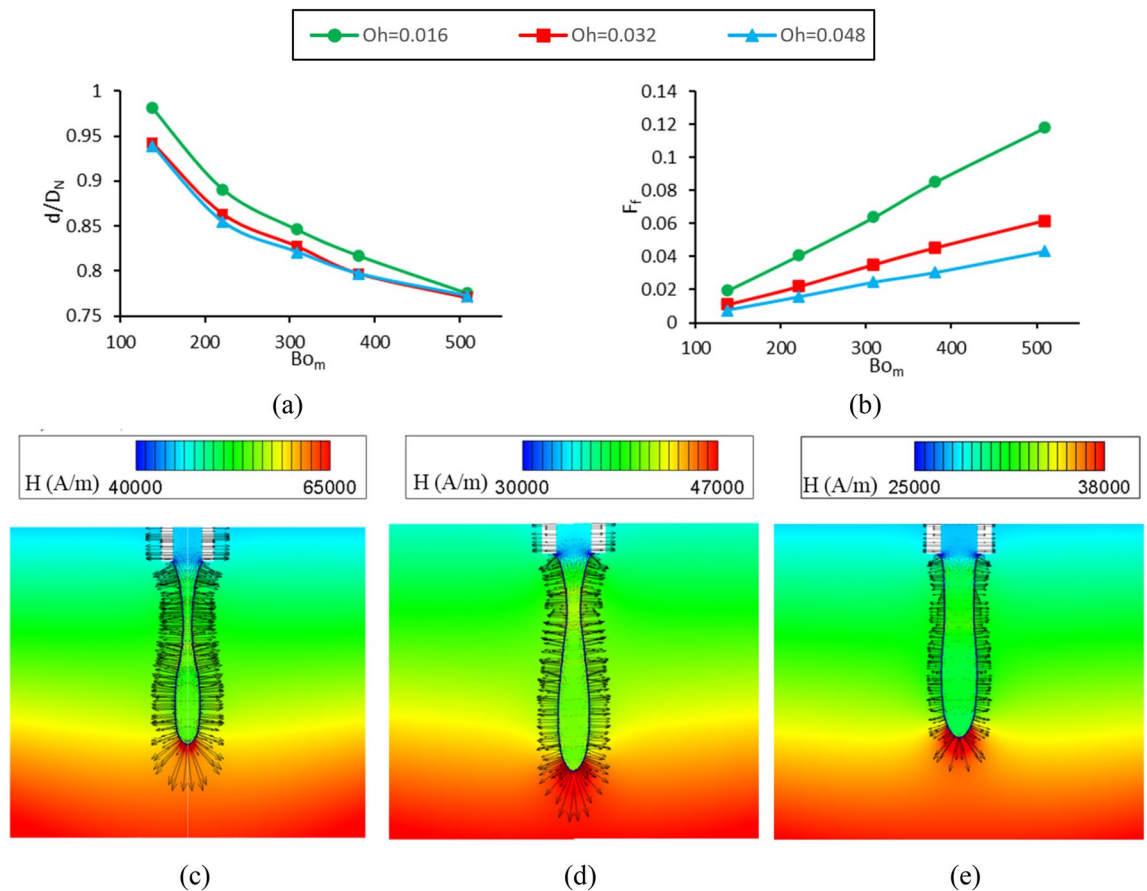 Oh=0.016 Oh=0.032 Oh=0.048
1
0.95
0.9
0.85
0.8
0.75
d/D_N
100 200 300 400 500
Bo_m
(a)
0.14
0.12
0.1
0.08
0.06
0.04
0.02
0
F_f
100 200 300 400 500
Bo_m
(b)
H (A/m) 40000 65000
H (A/m) 30000 47000
H (A/m) 25000 38000
(c) (d) (e)